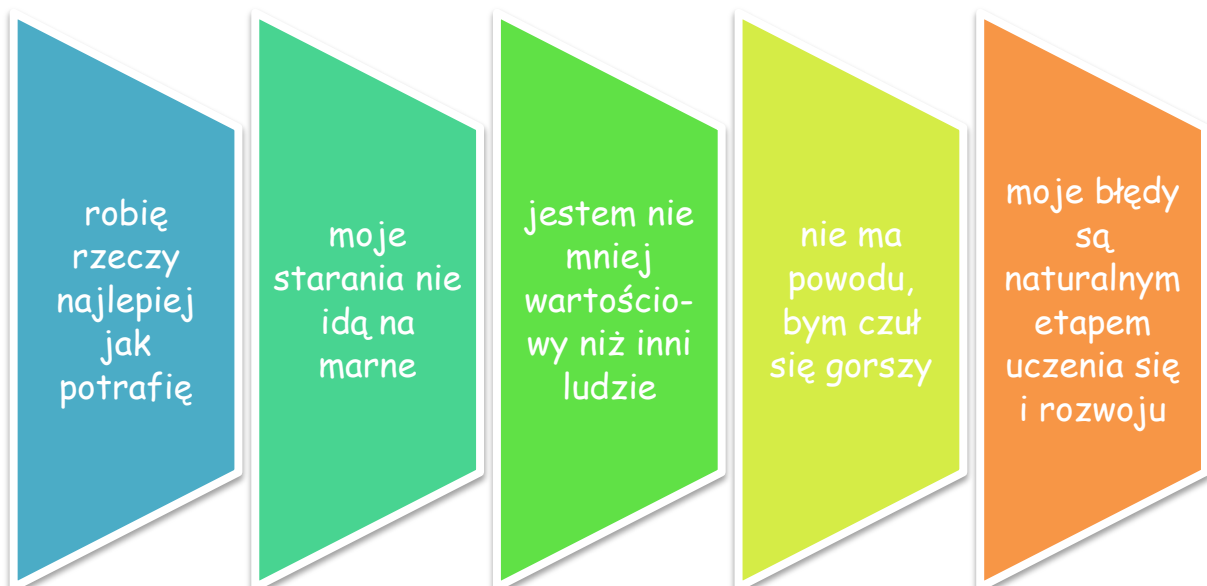 robię
rzeczy
najlepiej
jak
potrafię
moje
starania nie
idą na
marne
jestem nie
mniej
wartościo-
wy niż inni
ludzie
nie ma
powodu,
bym czuł
się gorszy
moje błędy
są
naturalnym
etapem
uczenia się
i rozwoju